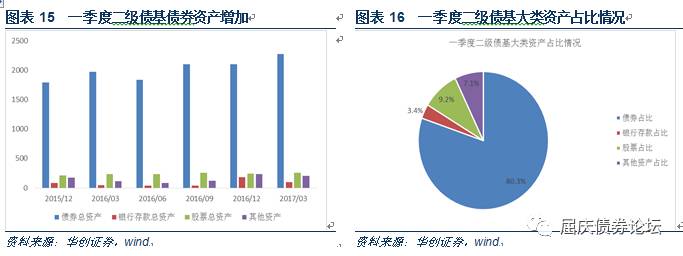 图表 15 一季度二级债基债券资产增加
2500
2000
1500
1000
500
0
2015/12 2016/03 2016/06 2016/09 2016/12 2017/03
债券总资产 银行存款总资产 股票总资产 其他资产
资料来源：华创证券，wind
图表 16 一季度二级债基大类资产占比情况
一季度二级债基大类资产占比情况
7.1%
9.2%
3.4%
80.3%
债券占比
银行存款占比
股票占比
其他资产占比
资料来源：华创证券，wind
屈庆债券论坛